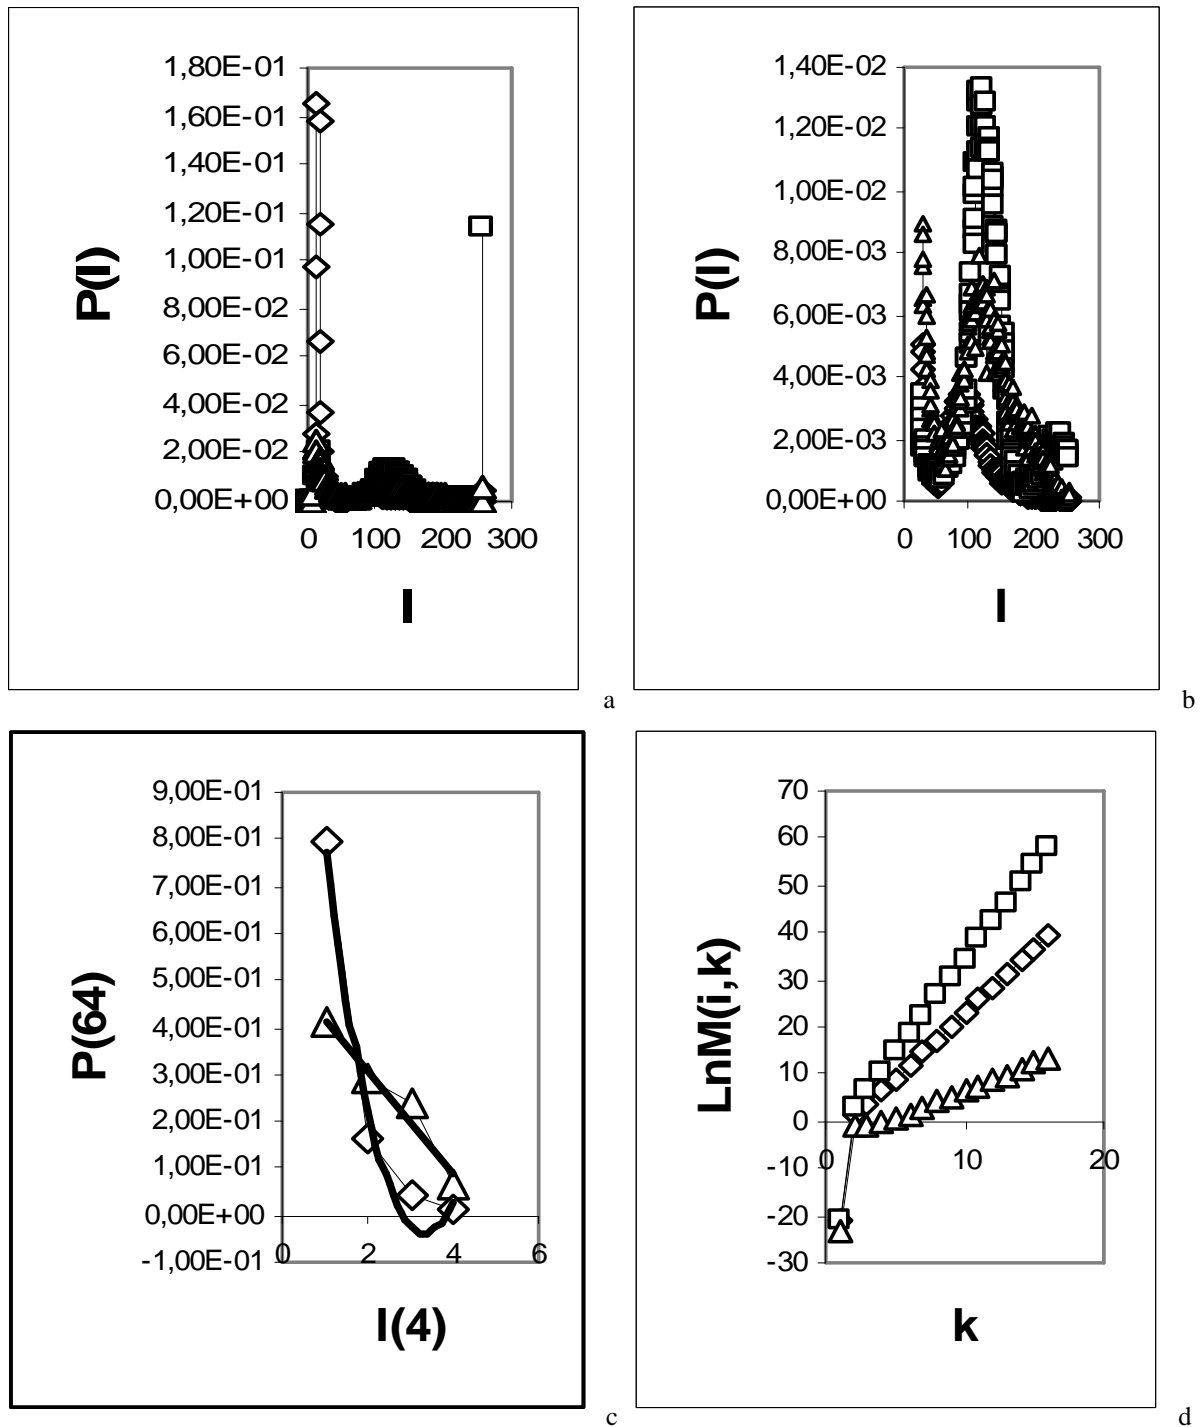 P(I)
1,80E-01
1,60E-01
1,40E-01
1,20E-01
1,00E-01
8,00E-02
6,00E-02
4,00E-02
2,00E-02
0,00E+00
0 100 200 300
I
a
P(I)
1,40E-02
1,20E-02
1,00E-02
8,00E-03
6,00E-03
4,00E-03
2,00E-03
0,00E+00
0 100 200 300
I
b
P(64)
9,00E-01
8,00E-01
7,00E-01
6,00E-01
5,00E-01
4,00E-01
3,00E-01
2,00E-01
1,00E-01
0,00E+00
-1,00E-01
0 2 4 6
I(4)
c
LnM(i,k)
70
60
50
40
30
20
10
0
-10
-20
-30
0 10 20
k
d